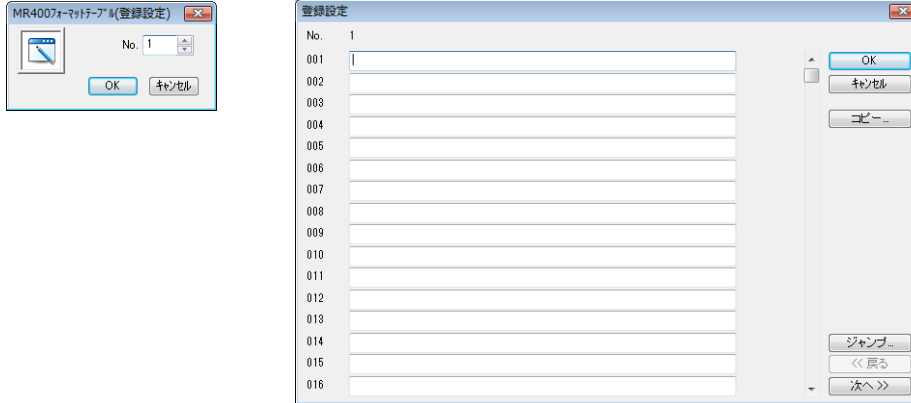 MR400ﾌｫｰﾏｯﾄﾃｰﾌﾞﾙ(登録設定)
No. 1
OK
ｷｬﾝｾﾙ
登録設定
No. 1
001
002
003
004
005
006
007
008
009
010
011
012
013
014
015
016
OK
ｷｬﾝｾﾙ
コピー...
ジャンプ...
<< 戻る
次へ >>